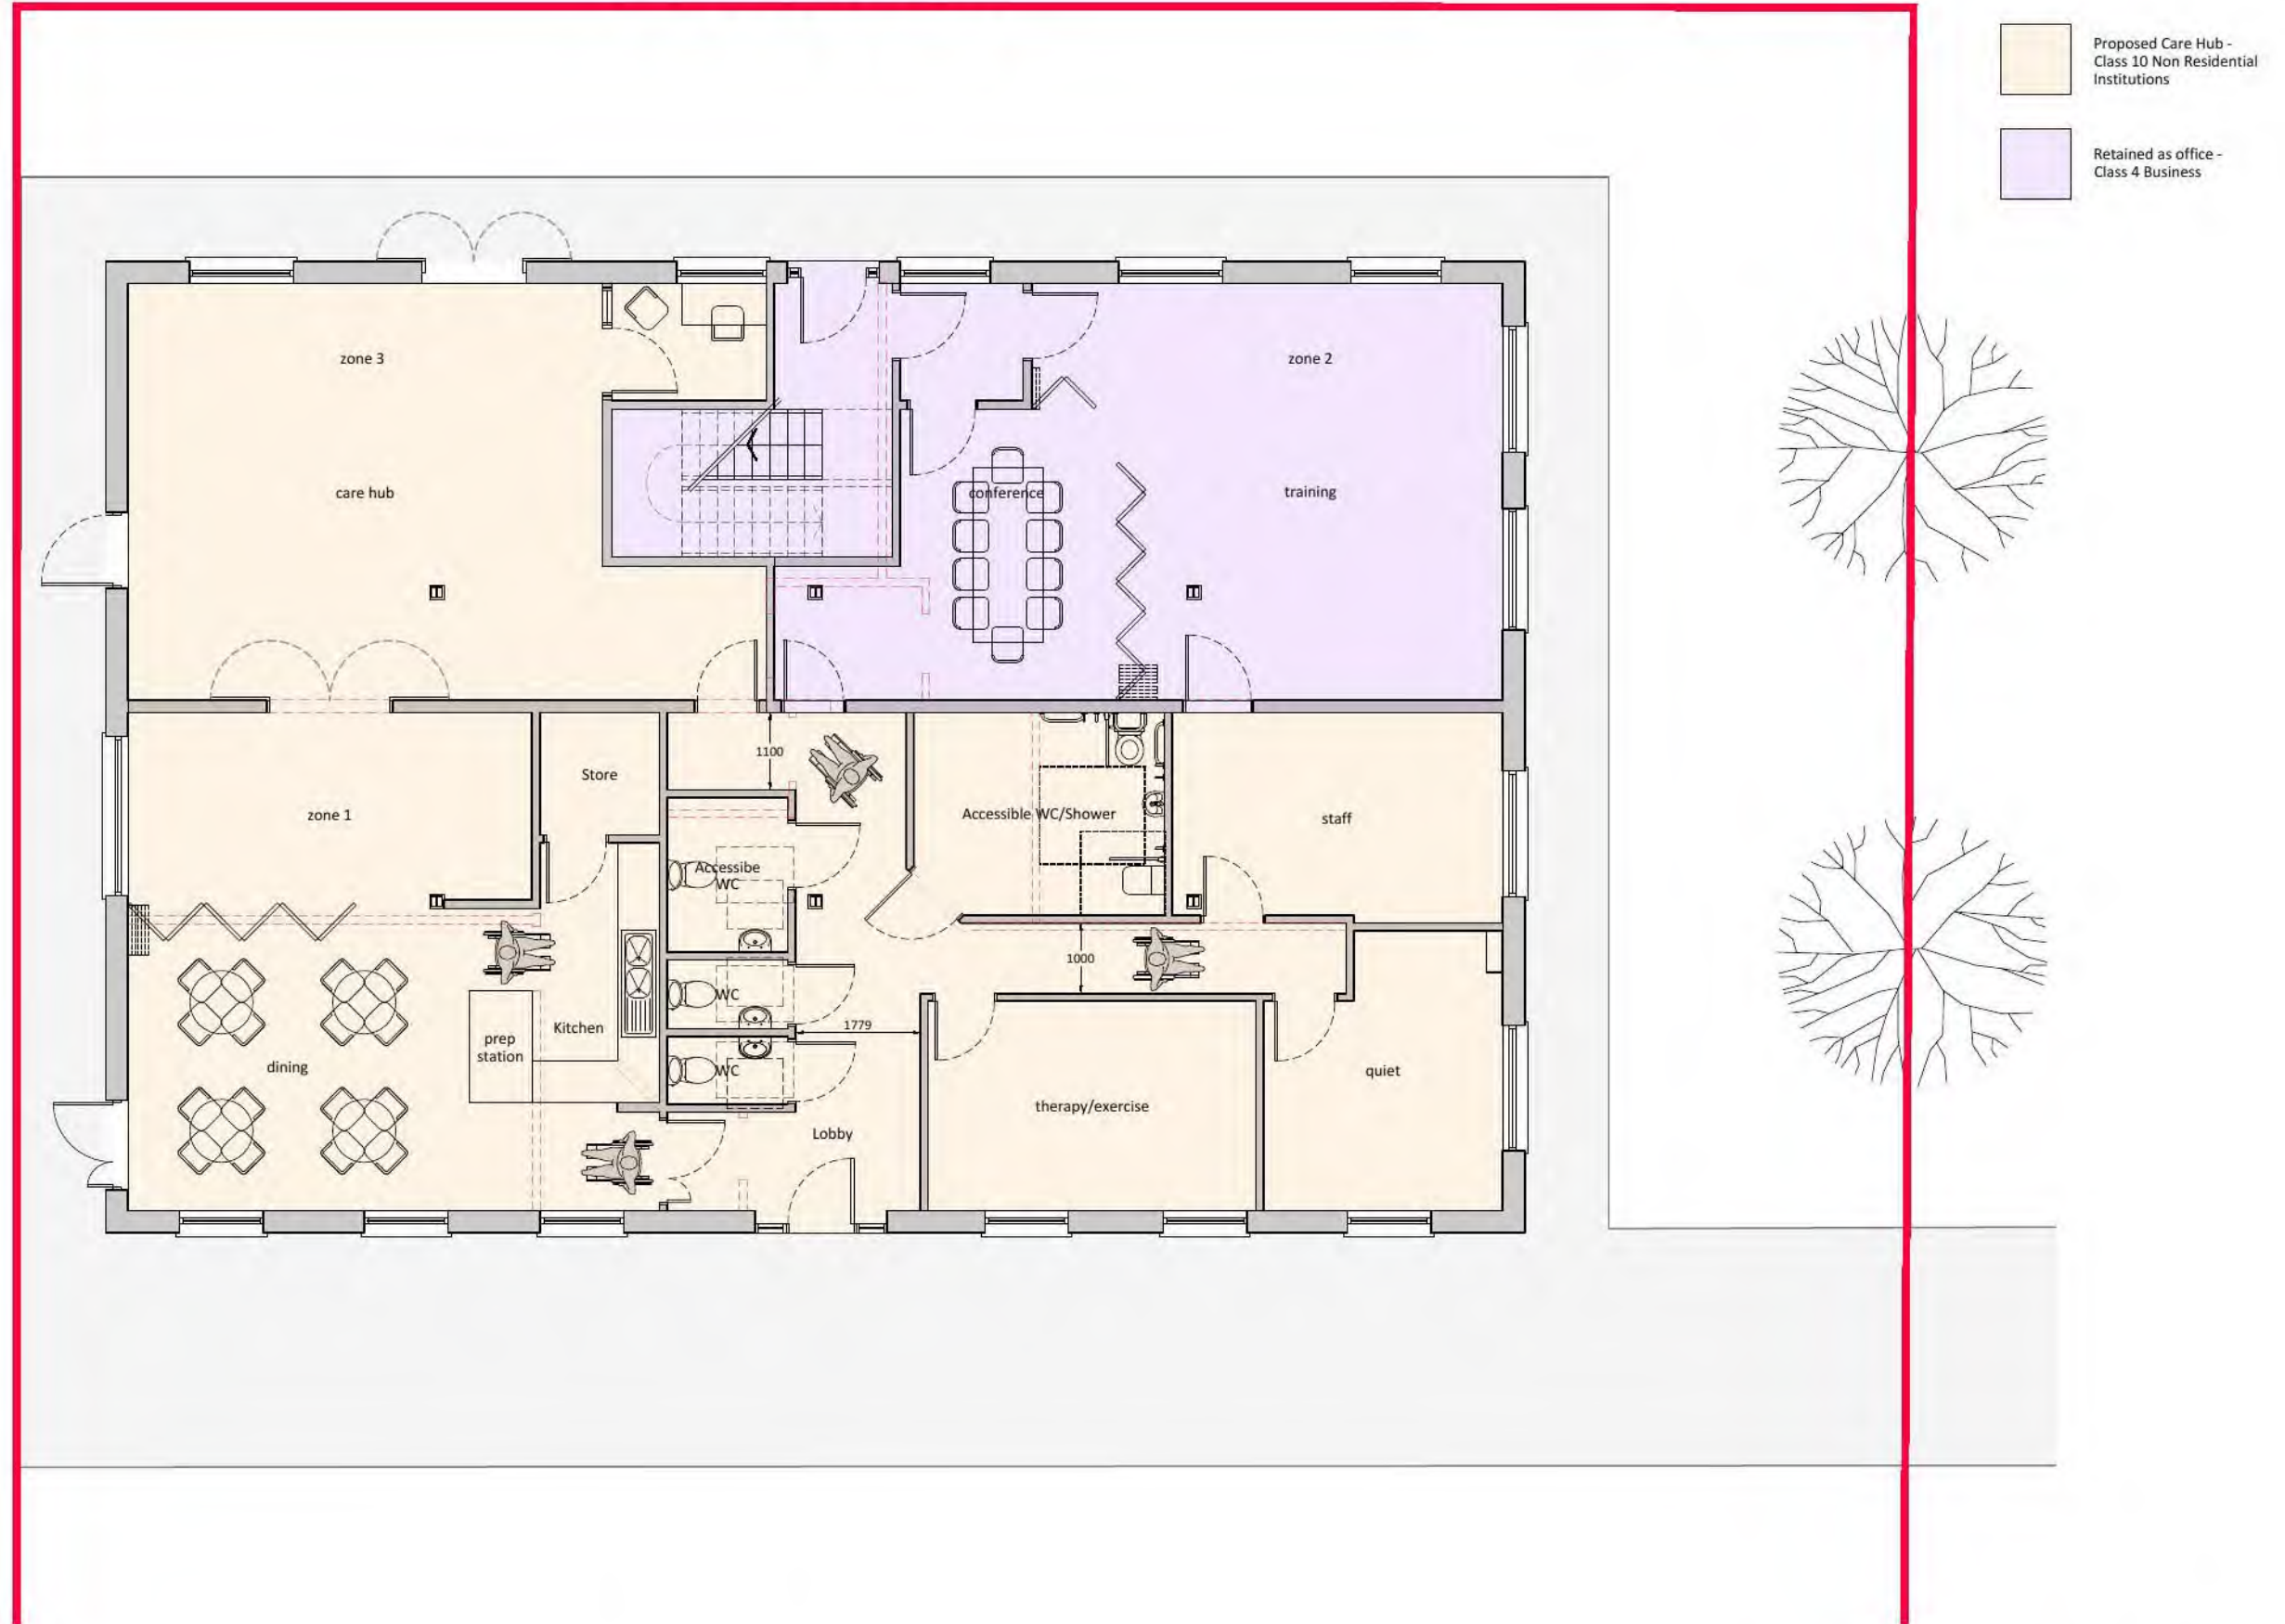 Proposed Care Hub -
Class 10 Non Residential
Institutions
Retained as office -
Class 4 Business
zone 3
zone 2
care hub
conference
training
1100
Store
zone 1
Accessible WC/Shower
staff
Accessibe
WC
1000
WC
Kitchen
1779
prep
station
dining
WC
quiet
therapy/exercise
Lobby